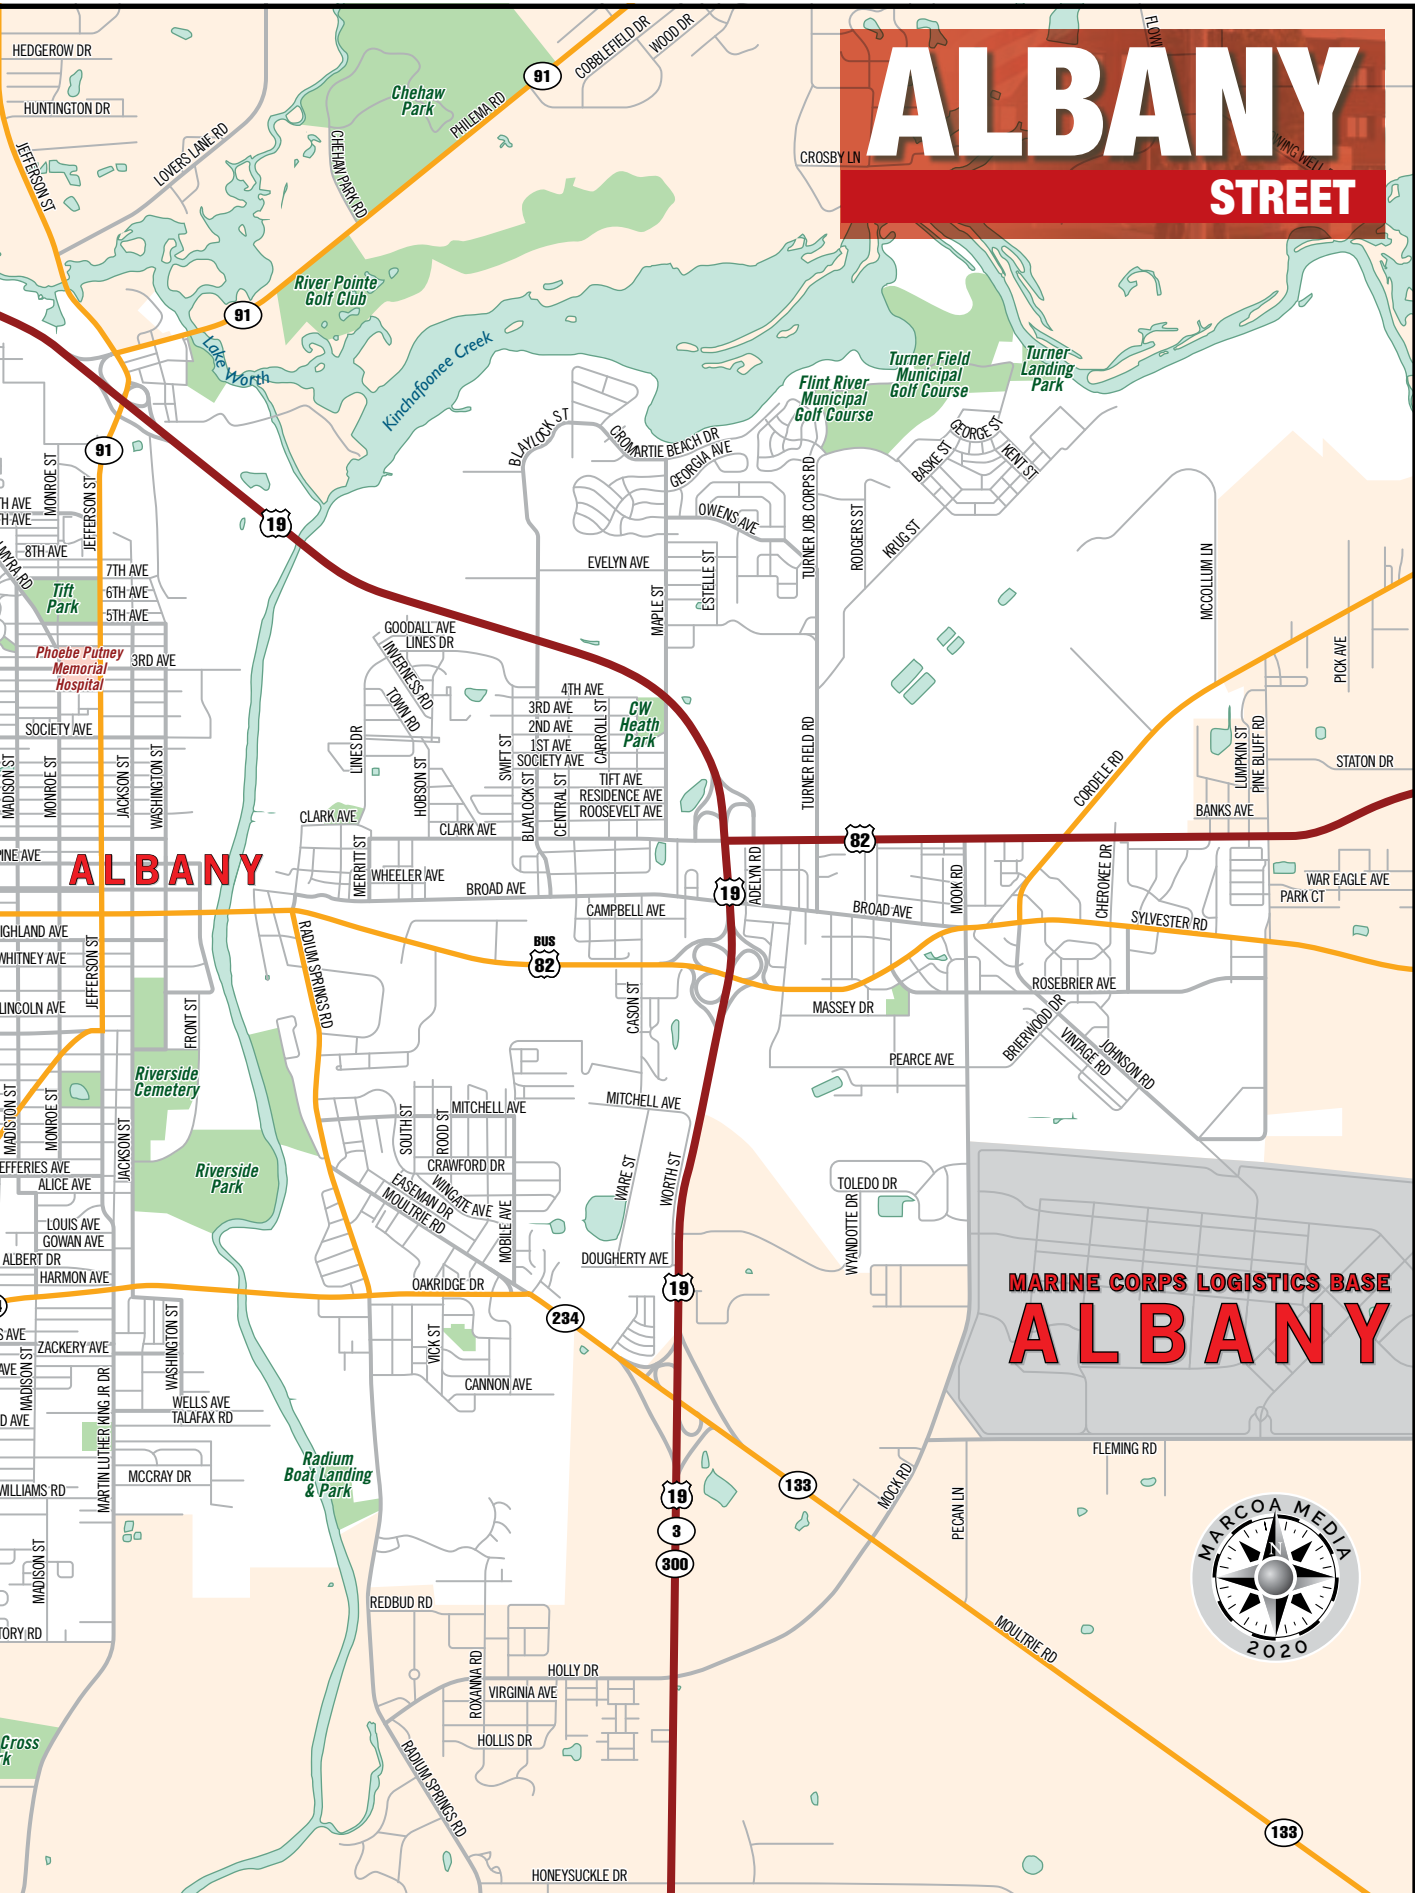 ALBANY
STREET
HEDGEROW DR
HUNTINGTON DR
JEFFERSON ST
LOVERS LANE RD
Chehaw
Park
CHEHAW PARK RD
PHILEMA RD
91
COBBLEFIELD DR
WOOD DR
CROSBY LN
River Pointe
Golf Club
91
Lake Worth
Kinchafoonee Creek
Turner Field
Municipal
Golf Course
Turner
Landing
Park
Flint River
Municipal
Golf Course
BLAYLOCK ST
CROMARTIE BEACH DR
GEORGIA AVE
GEORGE ST
BASKE ST
KENT ST
91
MONROE ST
JEFFERSON ST
TH AVE
TH AVE
8TH AVE
7TH AVE
6TH AVE
5TH AVE
3RD AVE
19
OWENS AVE
TURNER JOB CORPS RD
RODGERS ST
KRUG ST
EVELYN AVE
ESTELLE ST
MAPLE ST
MCCOLLUM LN
PICK AVE
Tift
Park
Phoebe Putney
Memorial
Hospital
GOODALL AVE
LINES DR
INVERNESS RD
TOWN RD
LINES DR
HOBSON ST
SWIFT ST
4TH AVE
3RD AVE
2ND AVE
1ST AVE
SOCIETY AVE
CARROLL ST
CW
Heath
Park
TIFT AVE
RESIDENCE AVE
ROOSEVELT AVE
BLAYLOCK ST
CENTRAL ST
TURNER FIELD RD
CORDELE RD
LUMPKIN ST
PINE BLUFF RD
STATON DR
BANKS AVE
SOCIETY AVE
MADISON ST
MONROE ST
JACKSON ST
WASHINGTON ST
PINE AVE
ALBANY
CLARK AVE
CLARK AVE
MERRITT ST
WHEELER AVE
BROAD AVE
CAMPBELL AVE
82
19
ADELYN RD
BROAD AVE
MOOK RD
CHEROKEE DR
SYLVESTER RD
WAR EAGLE AVE
PARK CT
IGHLAND AVE
WHITNEY AVE
LINCOLN AVE
JEFFERSON ST
FRONT ST
RADIUM SPRINGS RD
BUS
82
CASON ST
MASSEY DR
ROSEBRIER AVE
PEARCE AVE
BRIERWOOD DR
VINTAGE RD
JOHNSON RD
Riverside
Cemetery
MADISTON ST
MONROE ST
JACKSON ST
EFFERIES AVE
ALICE AVE
Riverside
Park
SOUTH ST
ROOD ST
MITCHELL AVE
CRAWFORD DR
WINGATE AVE
EASEMAN DR
MOULTRIE RD
MOBILE AVE
MITCHELL AVE
WARE ST
WORTH ST
TOLEDO DR
WYANDOTTE DR
LOUIS AVE
GOWAN AVE
ALBERT DR
HARMON AVE
DOUGHERTY AVE
OAKRIDGE DR
19
234
MARINE CORPS LOGISTICS BASE
ALBANY
S AVE
ZACKERY AVE
AVE
MADISON ST
D AVE
WASHINGTON ST
VICK ST
CANNON AVE
WELLS AVE
TALAFAX RD
MARTIN LUTHER KING JR DR
MCCRAY DR
WILLIAMS RD
Radium
Boat Landing
& Park
FLEMING RD
MOCK RD
PECAN LN
133
19
3
300
MARCOA MEDIA
N
2020
MADISON ST
TORY RD
REDBUD RD
MOULTRIE RD
ROXANNA RD
HOLLY DR
VIRGINIA AVE
HOLLIS DR
Cross
rk
RADIUM SPRINGS RD
133
HONEYSUCKLE DR